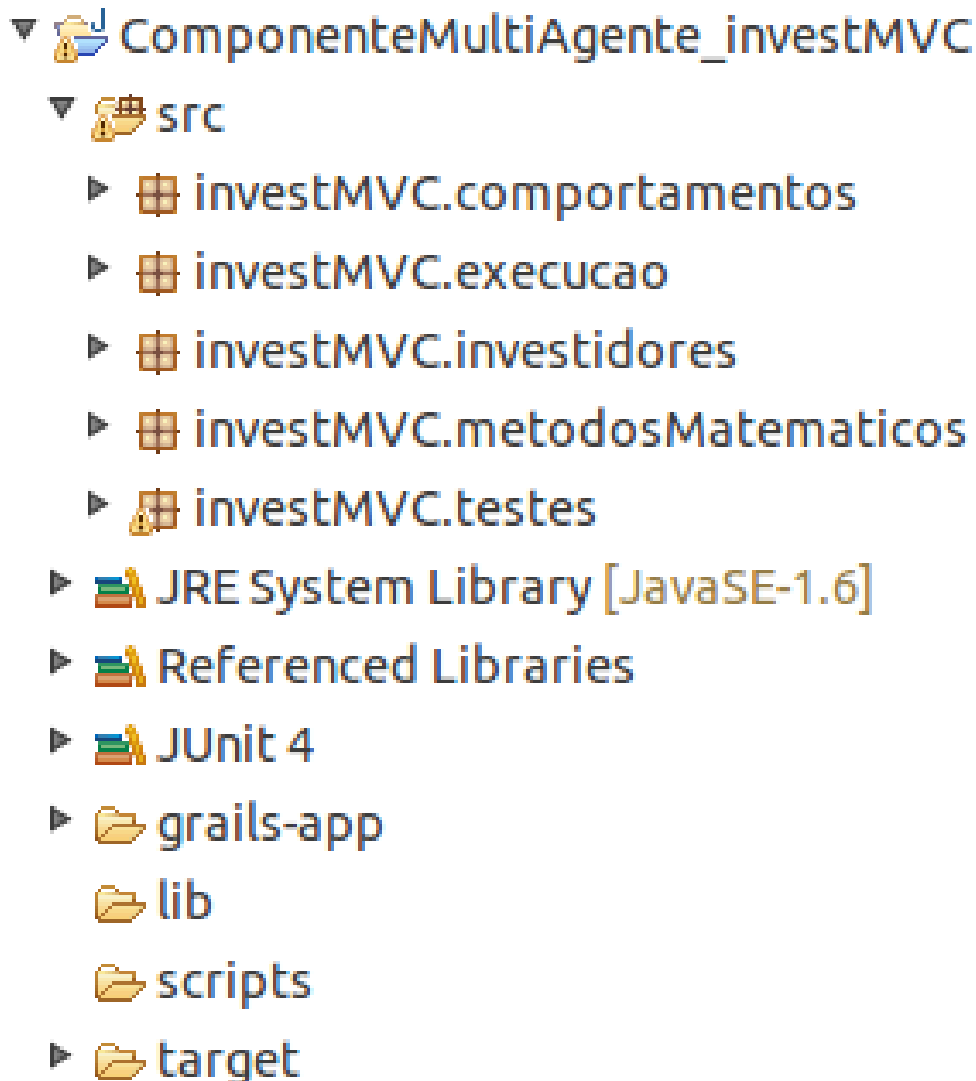 ComponenteMultiAgente_investMVC
src
investMVC.comportamentos
investMVC.execucao
investMVC.investidores
investMVC.metodosMatematicos
investMVC.testes
JRE System Library [JavaSE-1.6]
Referenced Libraries
JUnit 4
grails-app
lib
scripts
target